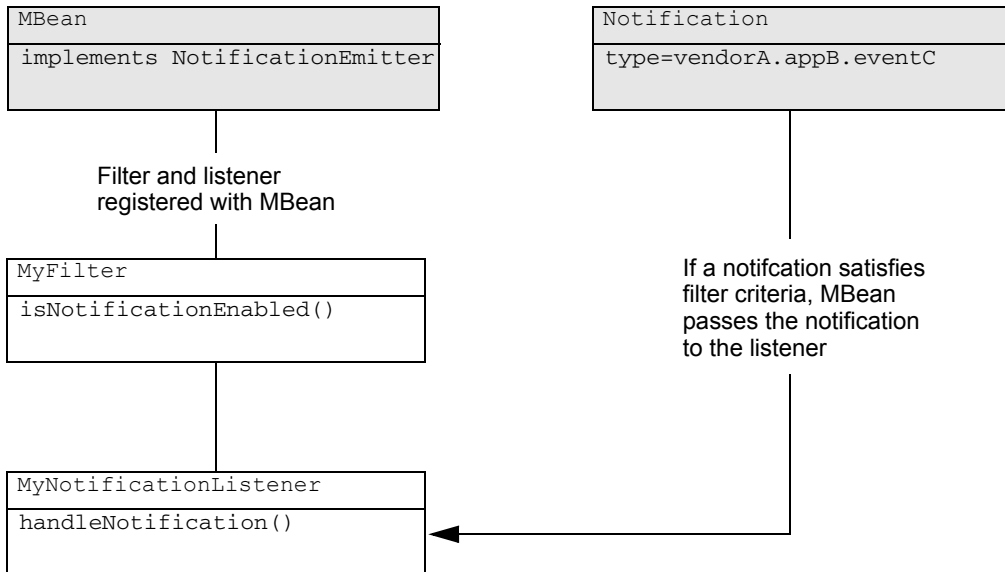 MBean
implements NotificationEmitter
Notification
type=vendorA.appB.eventC
Filter and listener
registered with MBean
MyFilter
isNotificationEnabled()
If a notifcation satisfies
filter criteria, MBean
passes the notification
to the listener
MyNotificationListener
handleNotification()